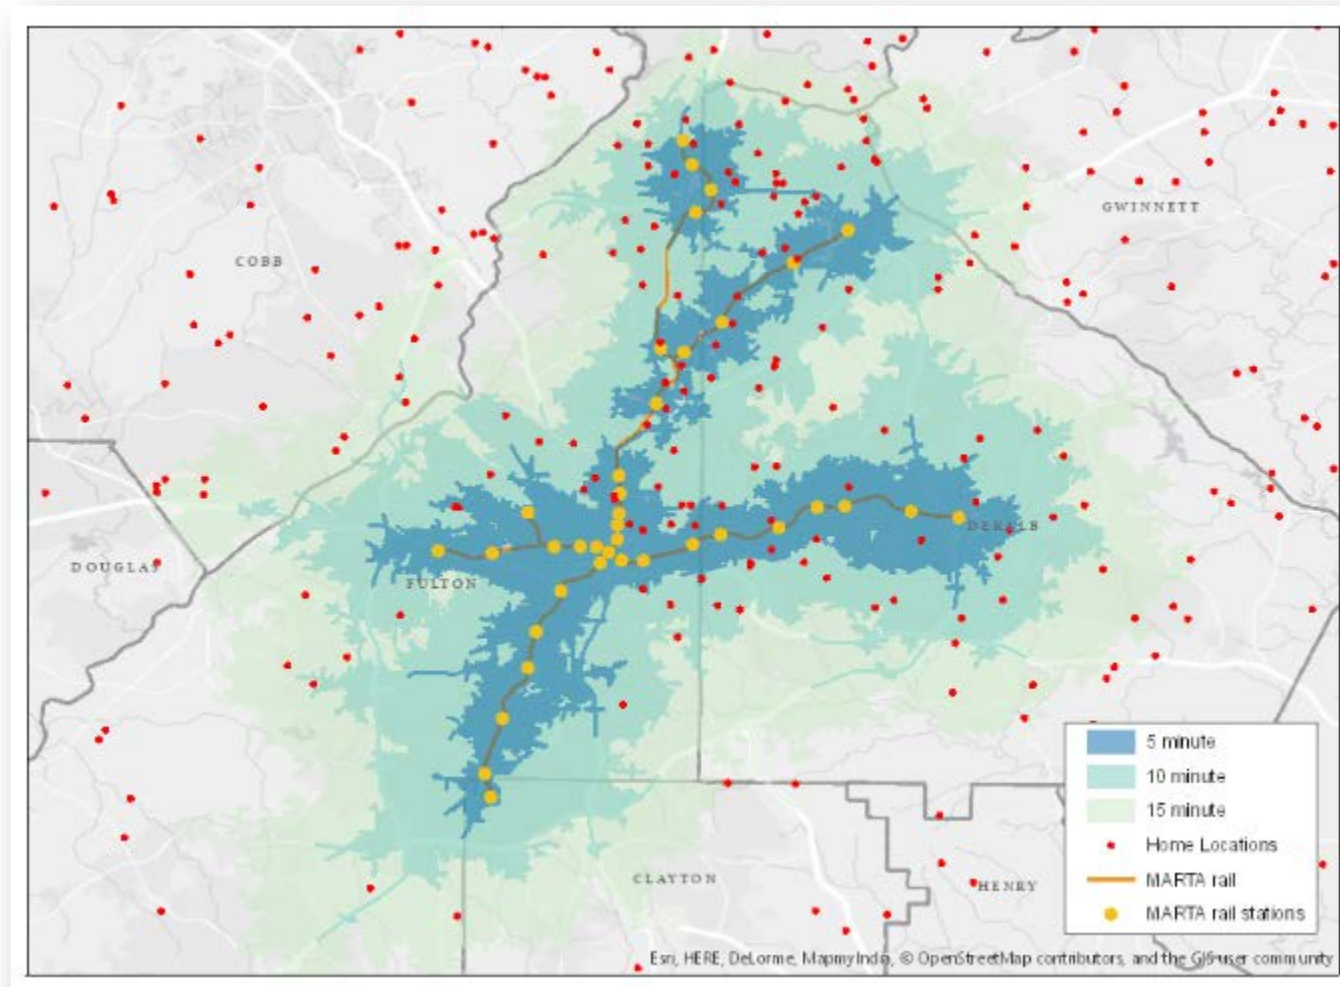 GWINNETT
COBB
DEKALB
DOUGLAS
FULTON
5 minute
10 minute
15 minute
Home Locations
CLAYTON
HENRY
MARTA rail
MARTA rail stations
Esri, HERE, DeLorme, MapmyIndia, © OpenStreetMap contributors, and the GIS user community